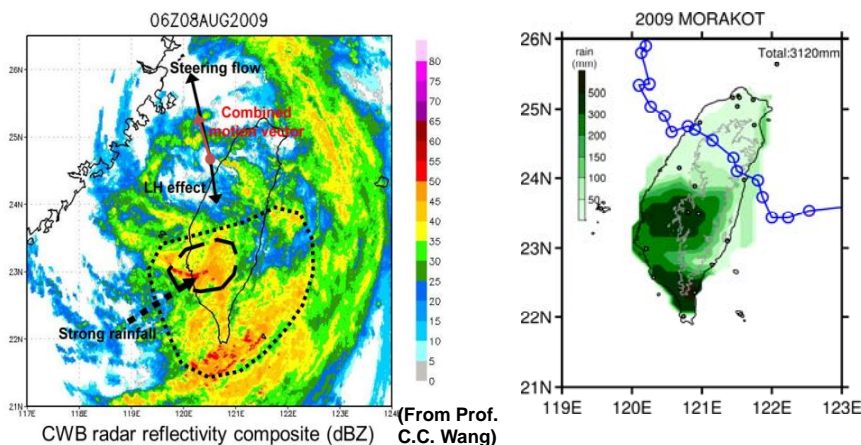 06Z08AUG2009
26N
25N
24N
23N
22N
21N
117E 118E 119E 120E 121E 122E 123E 124E
Steering flow
Combined
motion vector
LH effect
Strong rainfall
80
75
70
65
60
55
50
45
40
35
30
25
20
15
10
5
0
CWB radar reflectivity composite (dBZ)
(From Prof.
C.C. Wang)
2009 MORAKOT
26N
25N
24N
23N
22N
21N
119E 120E 121E 122E 123E
rain
(mm)
500
300
200
150
100
50
Total:3120mm